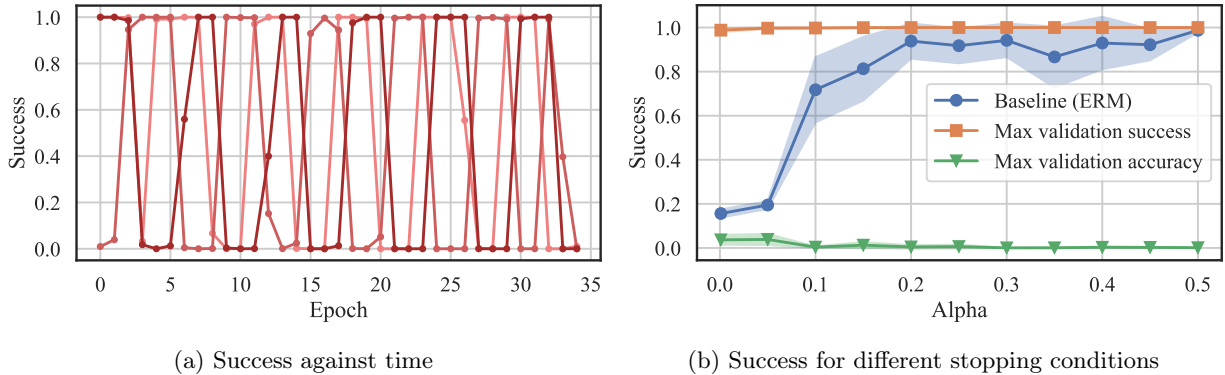 1.0
0.8
0.6
0.4
0.2
0.0
Success
0 5 10 15 20 25 30 35
Epoch
(a) Success against time
1.0
0.8
0.6
0.4
0.2
0.0
Success
Baseline (ERM)
Max validation success
Max validation accuracy
0.0 0.1 0.2 0.3 0.4 0.5
Alpha
(b) Success for different stopping conditions